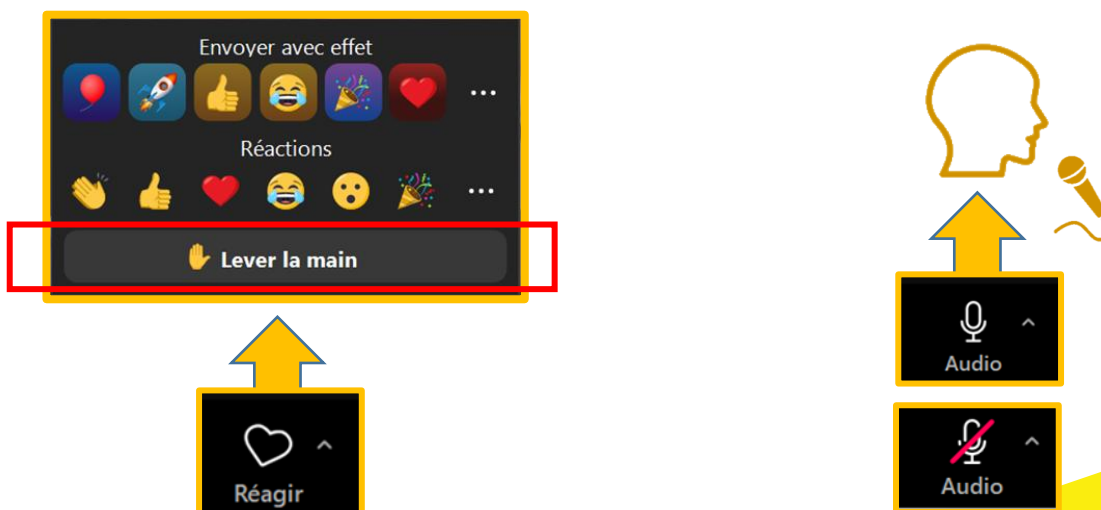 Envoyer avec effet
Réactions
Lever la main
Réagir
Audio
Audio